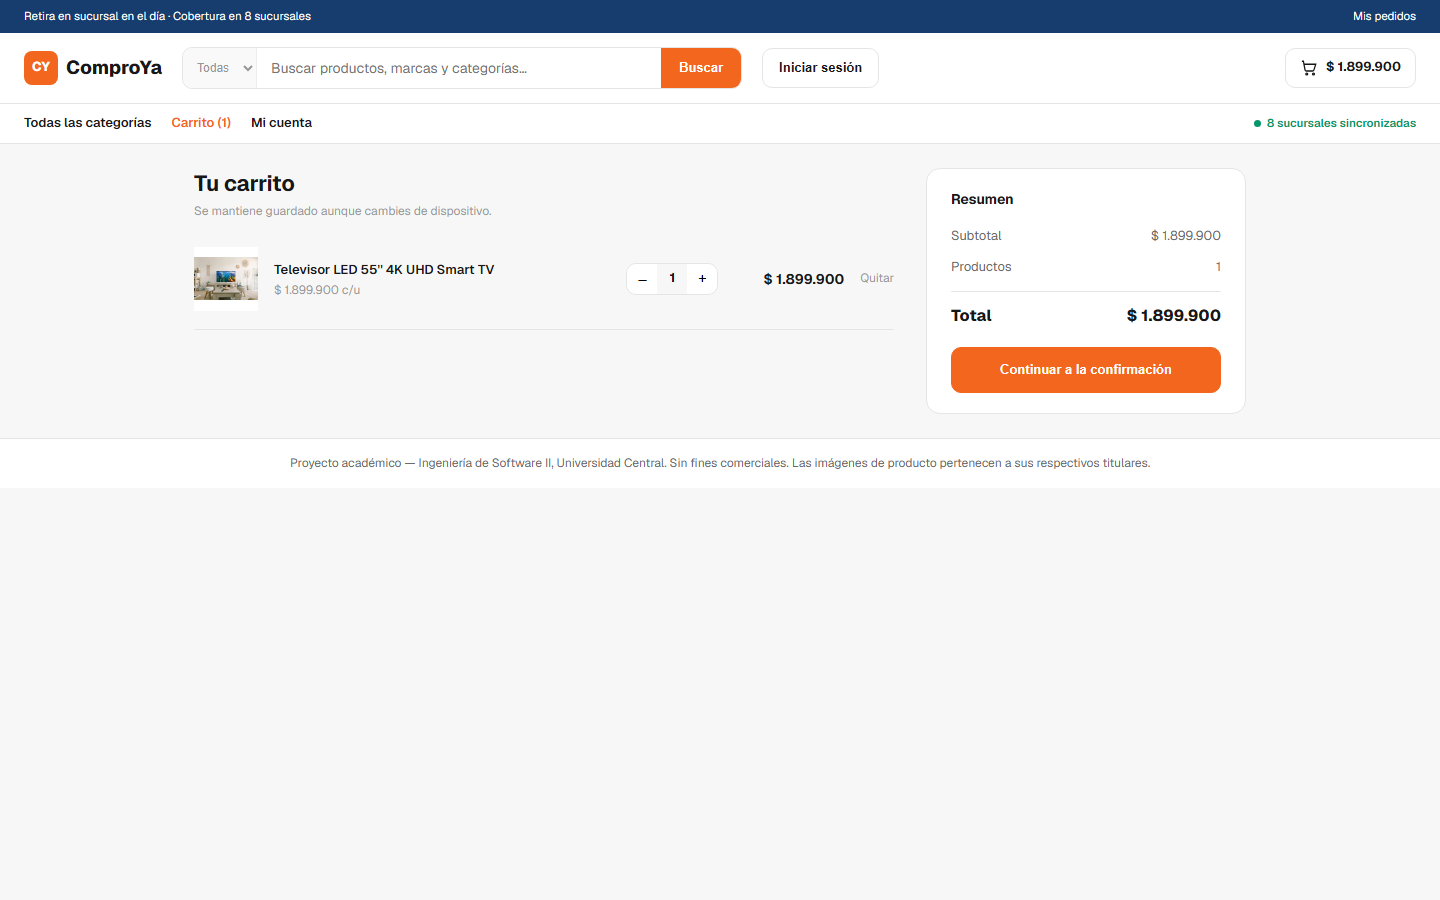 Retira en sucursal en el día · Cobertura en 8 sucursales
Mis pedidos
CY ComproYa
Todas
Buscar productos, marcas y categorías...
Buscar
Iniciar sesión
$ 1.899.900
Todas las categorías
Carrito (1)
Mi cuenta
8 sucursales sincronizadas
Tu carrito
Se mantiene guardado aunque cambies de dispositivo.
Televisor LED 55" 4K UHD Smart TV
$ 1.899.900 c/u
– 1 +
$ 1.899.900
Quitar
Resumen
Subtotal $ 1.899.900
Productos 1
Total $ 1.899.900
Continuar a la confirmación
Proyecto académico — Ingeniería de Software II, Universidad Central. Sin fines comerciales. Las imágenes de producto pertenecen a sus respectivos titulares.